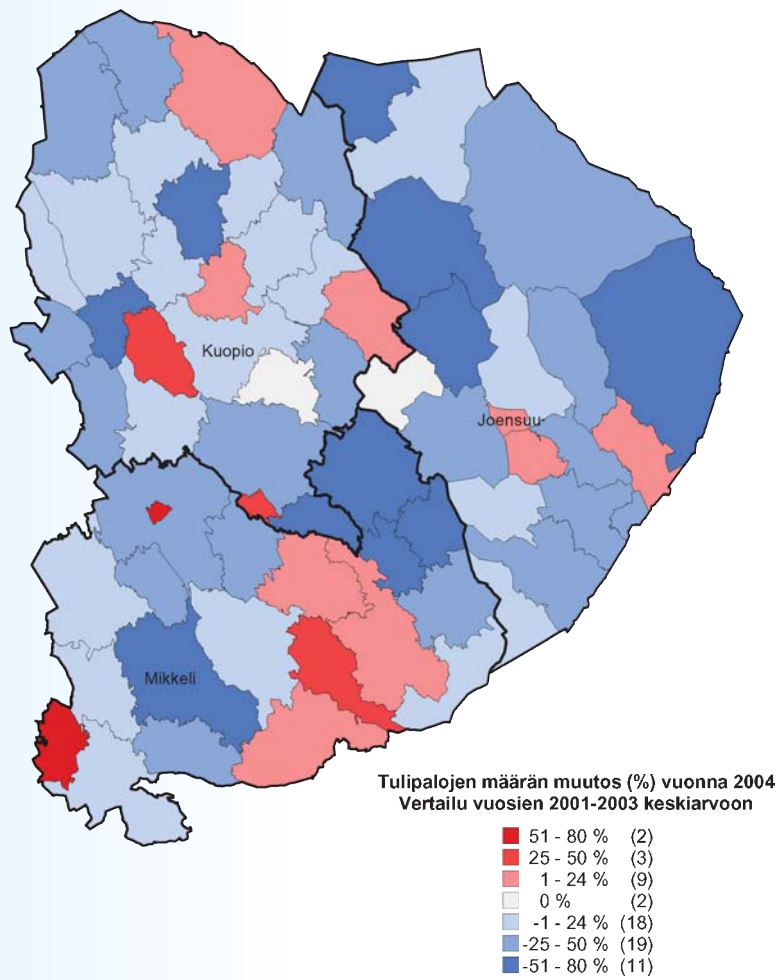 Kuopio
Joensuu
Mikkeli
Tulipalojen määrän muutos (%) vuonna 2004
Vertailu vuosien 2001-2003 keskiarvoon
51 - 80 % (2)
25 - 50 % (3)
1 - 24 % (9)
0 % (2)
-1 - 24 % (18)
-25 - 50 % (19)
-51 - 80 % (11)